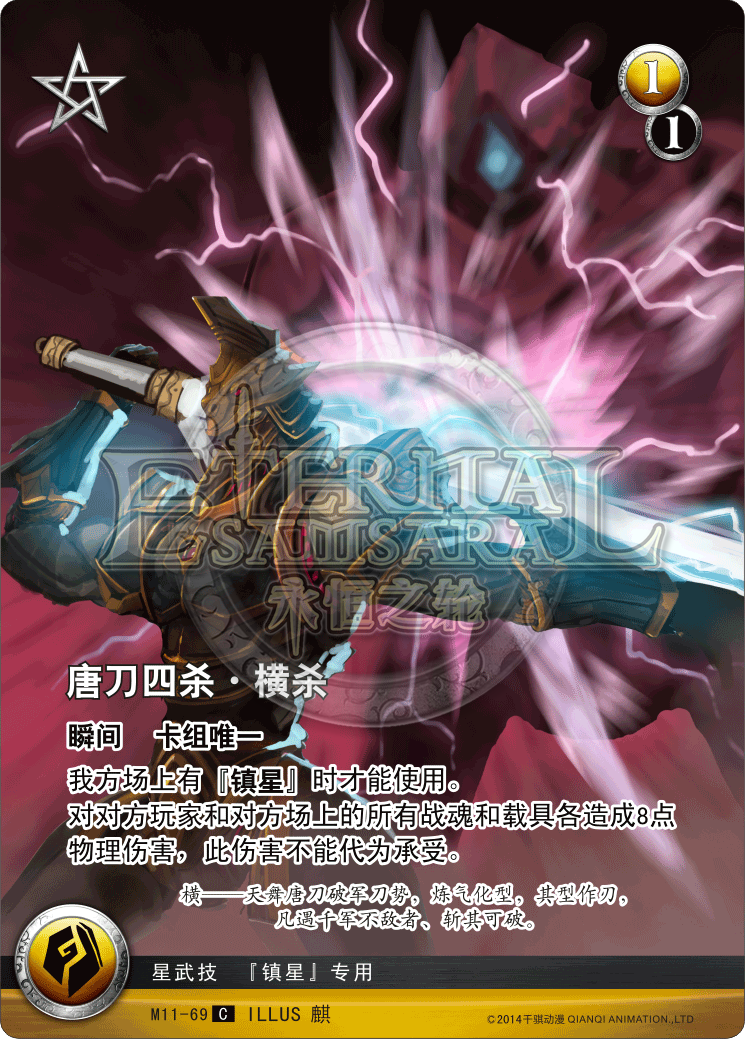 1
1
ETERNAL
SAMSARA
永恒之轮
唐刀四杀·横杀
瞬间 卡组唯一
我方场上有『镇星』时才能使用。
对对方玩家和对方场上的所有战魂和载具各造成8点
物理伤害，此伤害不能代为承受。
横——天舞唐刀破军刀势，炼气化型，其型作刃，
凡遇千军不敌者、斩其可破。
星武技 『镇星』专用
M11-69 C ILLUS 麒
©2014千骐动漫 QIANQI ANIMATION.,LTD